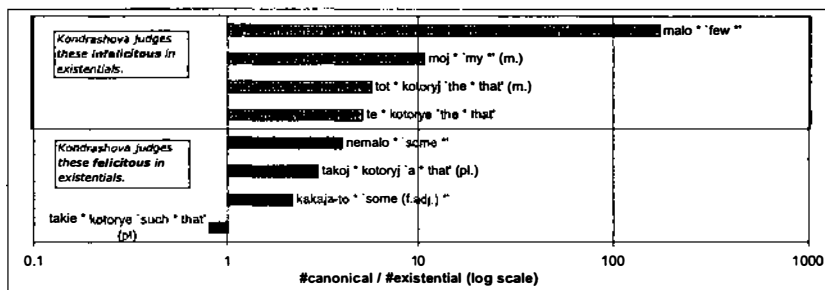 Kondrashova judges
these infelicitous in
existentials.
malo * `few *'
moj * `my *' (m.)
tot * kotoryj `the * that' (m.)
te * kotorye `the * that'
Kondrashova judges
these felicitous in
existentials.
nemalo * `some *'
takoj * kotoryj `a * that' (pl.)
kakaja-to * `some (f.adj.) *'
takie * kotorye `such * that'
(pl)
0.1 1 10 100 1000
#canonical / #existential (log scale)